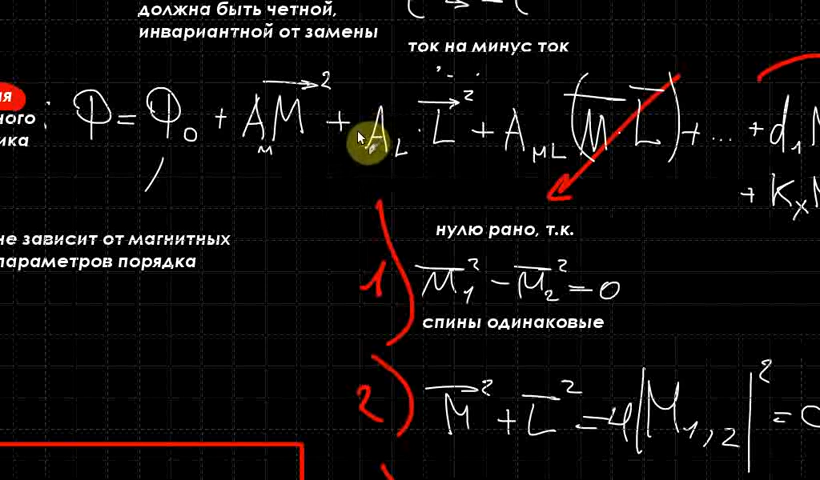 должна быть четной,
инвариантной от замены
ток на минус ток
я : Φ = Φ₀ + A_M M⃗² + A_L · L⃗² + A_ML (M⃗ · L⃗) + ... + d₁M
ного
ика
+ K_x
не зависит от магнитных
параметров порядка
нулю рано, т.к.
1) M̅₁² − M̅₂² = 0
спины одинаковые
2) M⃗² + L̅² = 4|M₁,₂|² =